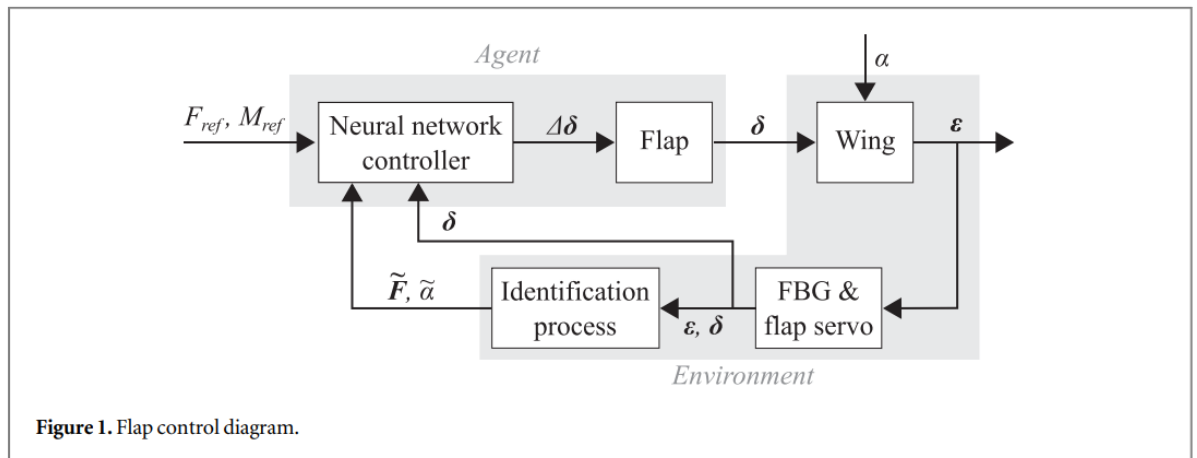 Agent
α
F_ref, M_ref
Neural network
controller
Δδ
Flap
δ
Wing
ε
δ
F̃, α̃
Identification
process
ε, δ
FBG &
flap servo
Environment
Figure 1. Flap control diagram.